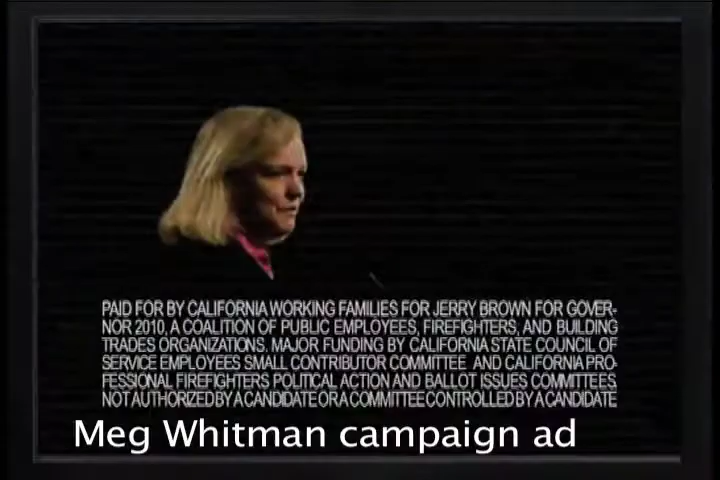 PAID FOR BY CALIFORNIA WORKING FAMILIES FOR JERRY BROWN FOR GOVER-
NOR 2010, A COALITION OF PUBLIC EMPLOYEES, FIREFIGHTERS, AND BUILDING
TRADES ORGANIZATIONS. MAJOR FUNDING BY CALIFORNIA STATE COUNCIL OF
SERVICE EMPLOYEES SMALL CONTRIBUTOR COMMITTEE AND CALIFORNIA PRO-
FESSIONAL FIREFIGHTERS POLITICAL ACTION AND BALLOT ISSUES COMMITTEES.
NOT AUTHORIZED BY A CANDIDATE OR A COMMITTEE CONTROLLED BY A CANDIDATE
Meg Whitman campaign ad